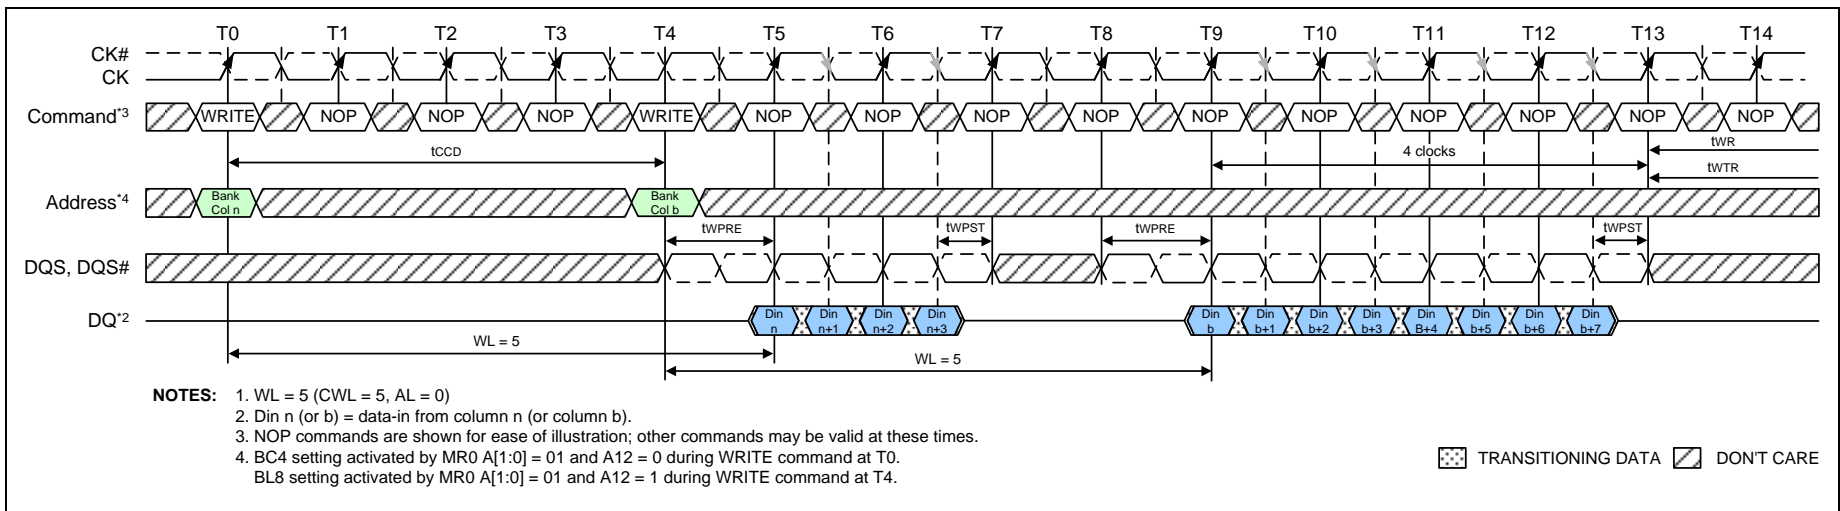 T0 T1 T2 T3 T4 T5 T6 T7 T8 T9 T10 T11 T12 T13 T14
CK#
CK
Command*3 WRITE NOP NOP NOP WRITE NOP NOP NOP NOP NOP NOP NOP NOP NOP NOP
tCCD 4 clocks tWR
tWTR
Address*4 Bank Col n Bank Col b
tWPRE tWPST tWPRE tWPST
DQS, DQS#
DQ*2 Din n Din n+1 Din n+2 Din n+3 Din b Din b+1 Din b+2 Din b+3 Din B+4 Din b+5 Din b+6 Din b+7
WL = 5
WL = 5
NOTES: 1. WL = 5 (CWL = 5, AL = 0)
2. Din n (or b) = data-in from column n (or column b).
3. NOP commands are shown for ease of illustration; other commands may be valid at these times.
4. BC4 setting activated by MR0 A[1:0] = 01 and A12 = 0 during WRITE command at T0.
BL8 setting activated by MR0 A[1:0] = 01 and A12 = 1 during WRITE command at T4.
TRANSITIONING DATA DON'T CARE